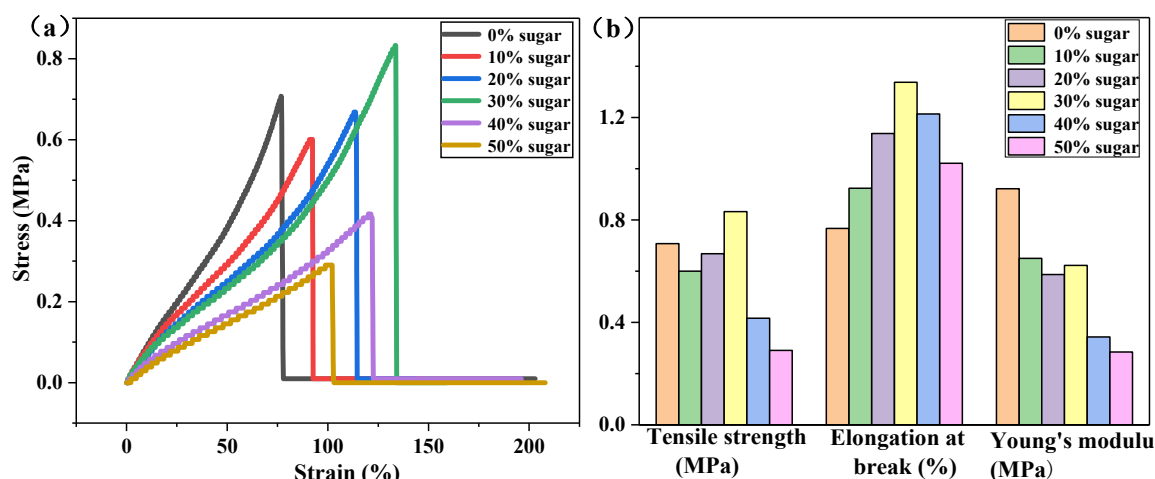 (a)
0% sugar
10% sugar
20% sugar
30% sugar
40% sugar
50% sugar
Stress (MPa)
0.8
0.6
0.4
0.2
0.0
0
50
100
150
200
Strain (%)
(b)
0% sugar
10% sugar
20% sugar
30% sugar
40% sugar
50% sugar
1.2
0.8
0.4
0.0
Tensile strength
(MPa)
Elongation at
break (%)
Young's modulu
(MPa)